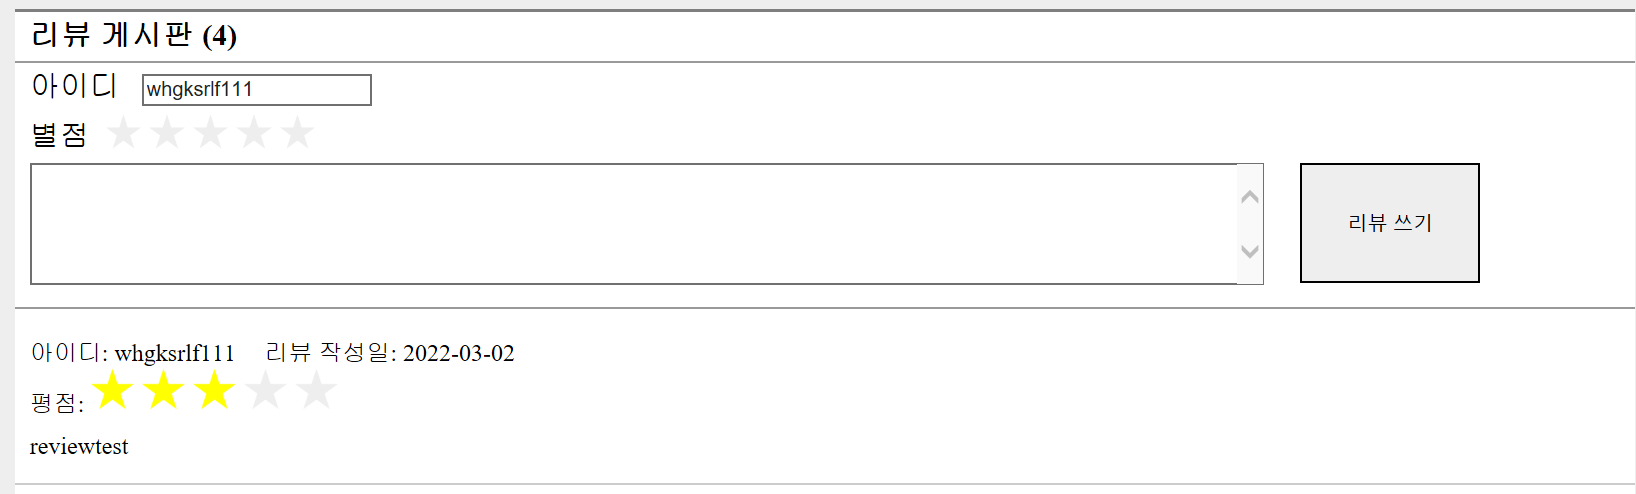 리뷰 게시판 (4)
아이디 whgksrlf111
별점 ★★★★★
리뷰 쓰기
아이디: whgksrlf111 리뷰 작성일: 2022-03-02
평점: ★★★★★
reviewtest